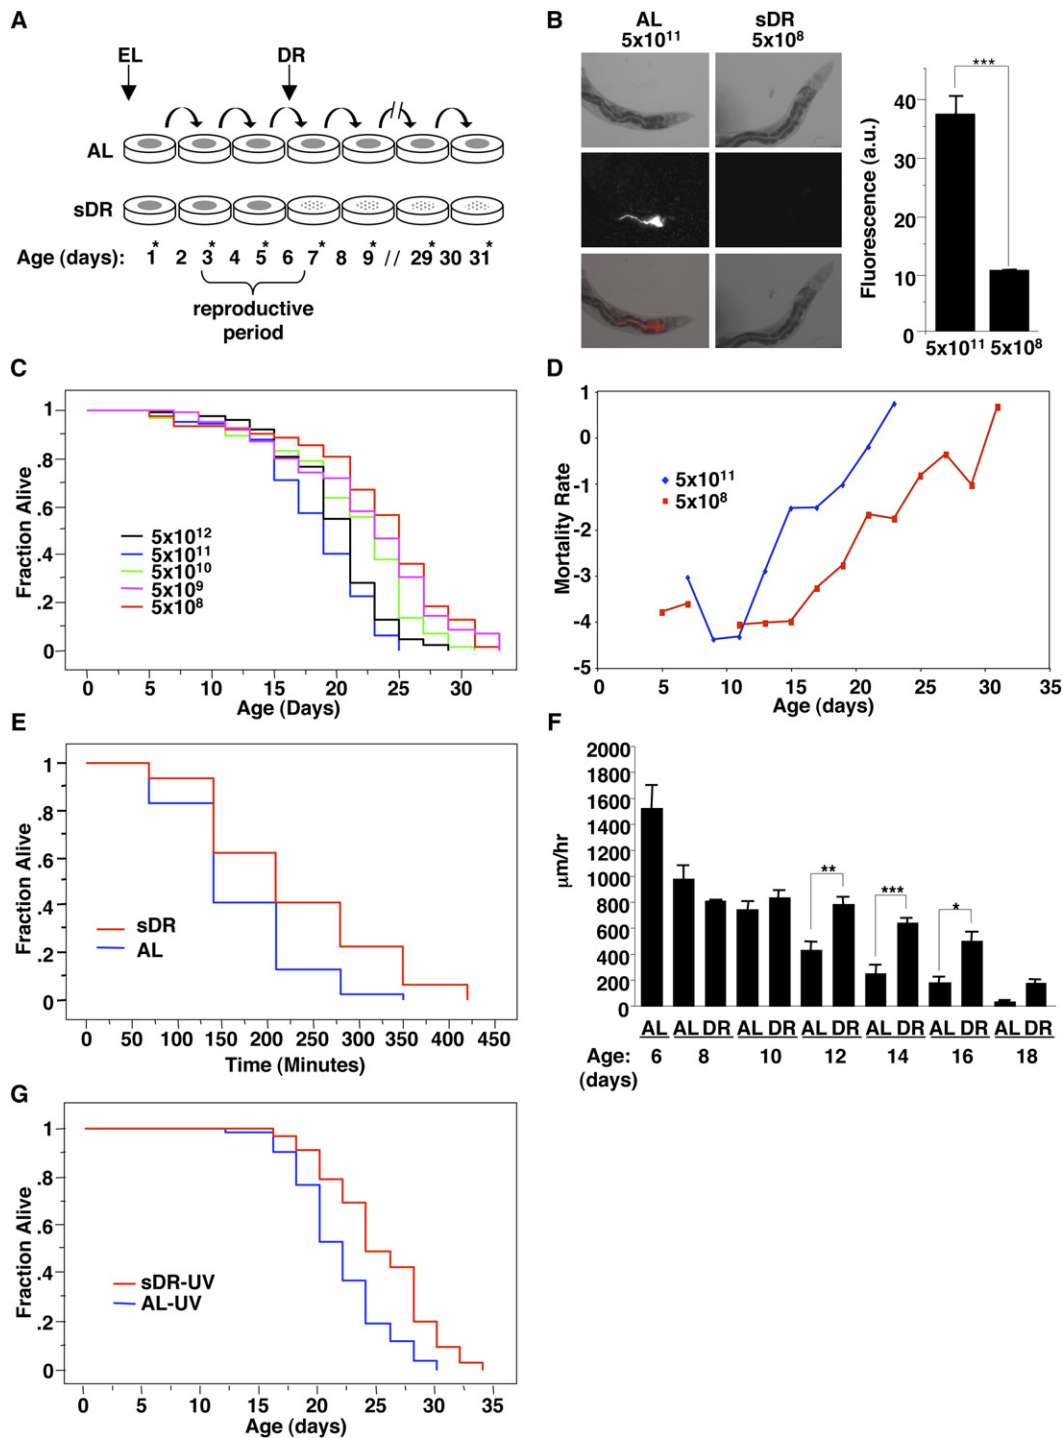 A
EL
DR
AL
sDR
Age (days): 1* 2 3* 4 5* 6 7* 8 9* // 29* 30 31*
reproductive
period
B
AL
5x10¹¹
sDR
5x10⁸
***
40
30
20
10
0
Fluorescence (a.u.)
5x10¹¹ 5x10⁸
C
1
.8
.6
.4
.2
0
Fraction Alive
5x10¹²
5x10¹¹
5x10¹⁰
5x10⁹
5x10⁸
0 5 10 15 20 25 30
Age (Days)
D
1
0
-1
-2
-3
-4
-5
Mortality Rate
5x10¹¹
5x10⁸
0 5 10 15 20 25 30 35
Age (days)
E
1
.8
.6
.4
.2
0
Fraction Alive
sDR
AL
0 50 100 150 200 250 300 350 400 450
Time (Minutes)
F
2000
1800
1600
1400
1200
1000
800
600
400
200
0
µm/hr
**
***
*
AL AL DR AL DR AL DR AL DR AL DR AL DR
Age: 6 8 10 12 14 16 18
(days)
G
1
.8
.6
.4
.2
0
Fraction Alive
sDR-UV
AL-UV
0 5 10 15 20 25 30 35
Age (days)